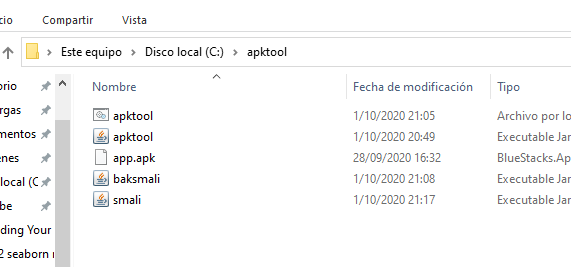 cio Compartir Vista
Este equipo Disco local (C:) apktool
Nombre Fecha de modificación Tipo
apktool 1/10/2020 21:05 Archivo por lo
apktool 1/10/2020 20:49 Executable Jar
app.apk 28/09/2020 16:32 BlueStacks.Ap
baksmali 1/10/2020 21:08 Executable Jar
smali 1/10/2020 21:17 Executable Jar
orio
rgas
mentos
enes
local (C
be
ding Your
2 seaborn